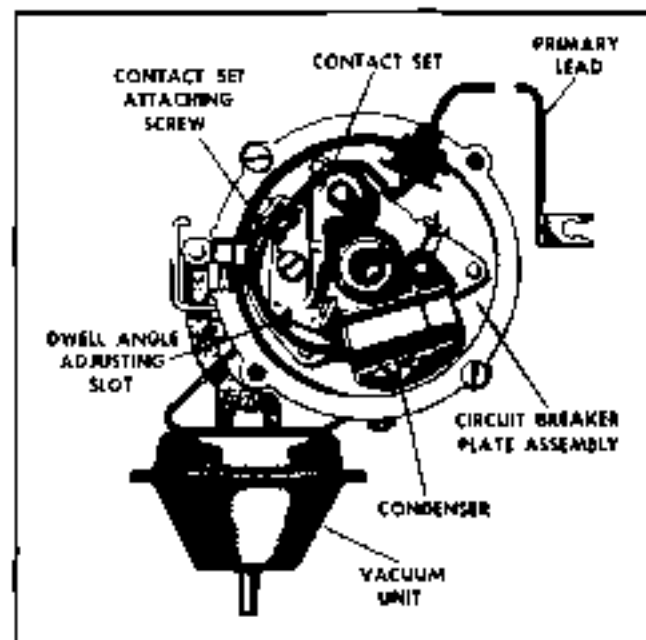 CONTACT SET
ATTACHING
SCREW
CONTACT SET
PRIMARY
LEAD
DWELL ANGLE
ADJUSTING
SLOT
CIRCUIT BREAKER
PLATE ASSEMBLY
CONDENSER
VACUUM
UNIT